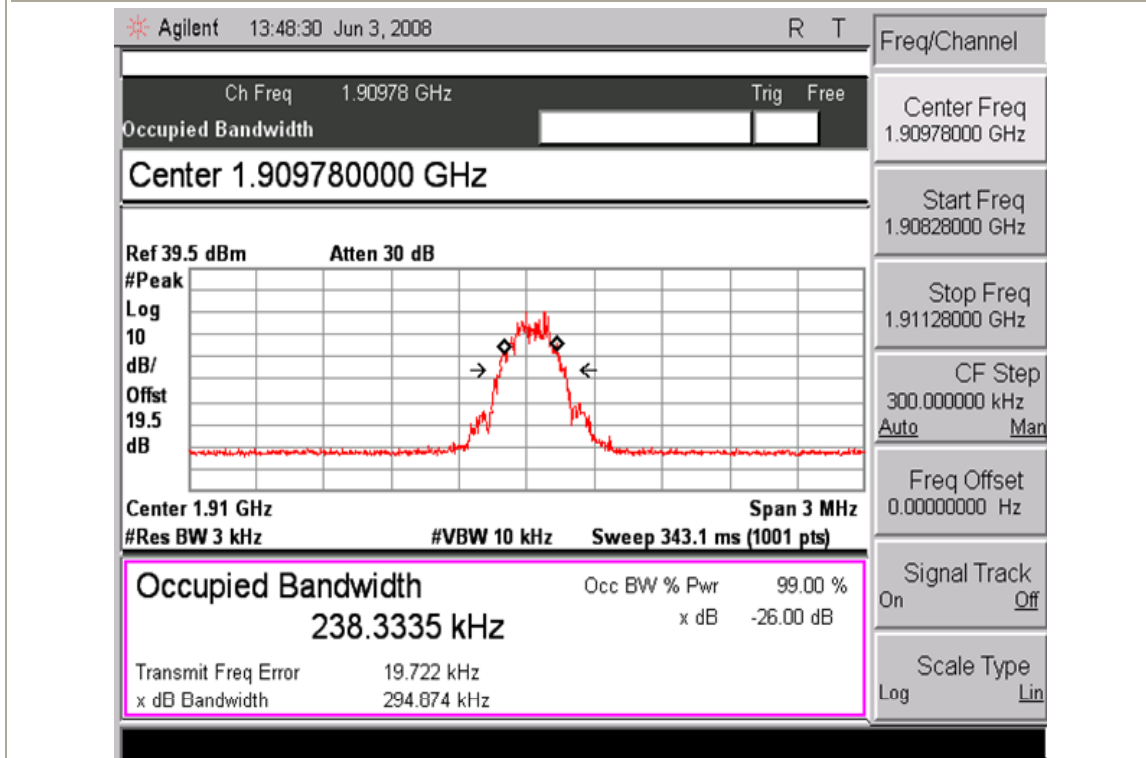 Agilent 13:48:30 Jun 3, 2008 R T
Freq/Channel
Ch Freq 1.90978 GHz Trig Free
Occupied Bandwidth
Center 1.909780000 GHz
Ref 39.5 dBm Atten 30 dB
#Peak
Log
10
dB/
Offst
19.5
dB
Center 1.91 GHz Span 3 MHz
#Res BW 3 kHz #VBW 10 kHz Sweep 343.1 ms (1001 pts)
Occupied Bandwidth
238.3335 kHz
Occ BW % Pwr 99.00 %
x dB -26.00 dB
Transmit Freq Error 19.722 kHz
x dB Bandwidth 294.874 kHz
Center Freq
1.90978000 GHz
Start Freq
1.90828000 GHz
Stop Freq
1.91128000 GHz
CF Step
300.000000 kHz
Auto Man
Freq Offset
0.00000000 Hz
Signal Track
On Off
Scale Type
Log Lin